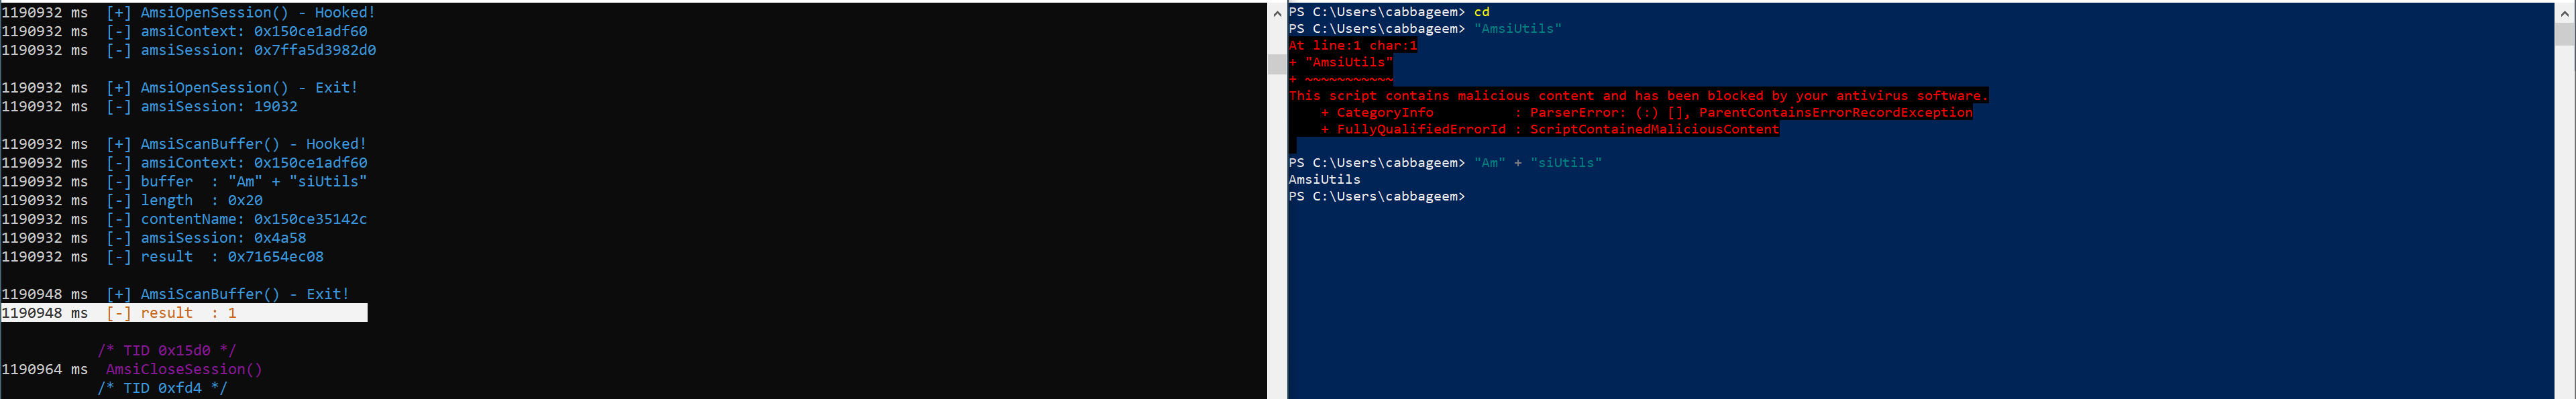 1190932 ms  [+] AmsiOpenSession() - Hooked!
1190932 ms  [-] amsiContext: 0x150ce1adf60
1190932 ms  [-] amsiSession: 0x7ffa5d3982d0
1190932 ms  [+] AmsiOpenSession() - Exit!
1190932 ms  [-] amsiSession: 19032
1190932 ms  [+] AmsiScanBuffer() - Hooked!
1190932 ms  [-] amsiContext: 0x150ce1adf60
1190932 ms  [-] buffer  : "Am" + "siUtils"
1190932 ms  [-] length  : 0x20
1190932 ms  [-] contentName: 0x150ce35142c
1190932 ms  [-] amsiSession: 0x4a58
1190932 ms  [-] result  : 0x71654ec08
1190948 ms  [+] AmsiScanBuffer() - Exit!
1190948 ms  [-] result  : 1
/* TID 0x15d0 */
1190964 ms  AmsiCloseSession()
/* TID 0xfd4 */
PS C:\Users\cabbageem> cd
PS C:\Users\cabbageem> "AmsiUtils"
At line:1 char:1
+ "AmsiUtils"
+ ~~~~~~~~~~~
This script contains malicious content and has been blocked by your antivirus software.
    + CategoryInfo          : ParserError: (:) [], ParentContainsErrorRecordException
    + FullyQualifiedErrorId : ScriptContainedMaliciousContent
PS C:\Users\cabbageem> "Am" + "siUtils"
AmsiUtils
PS C:\Users\cabbageem>